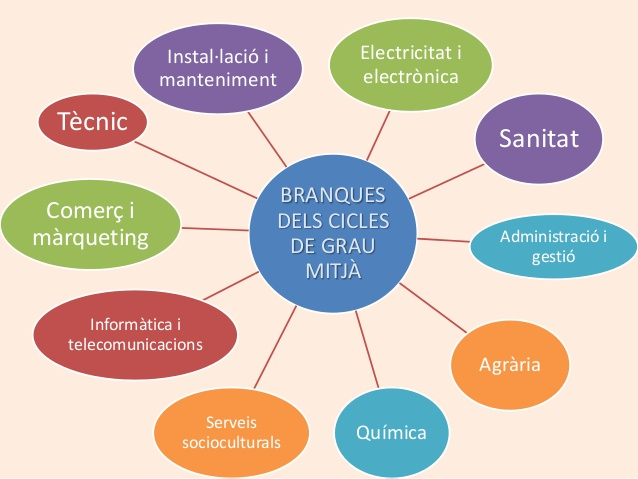 Instal·lació i
manteniment
Electricitat i
electrònica
Tècnic
Sanitat
BRANQUES
DELS CICLES
DE GRAU
MITJÀ
Comerç i
màrqueting
Administració i
gestió
Informàtica i
telecomunicacions
Agrària
Serveis
socioculturals
Química